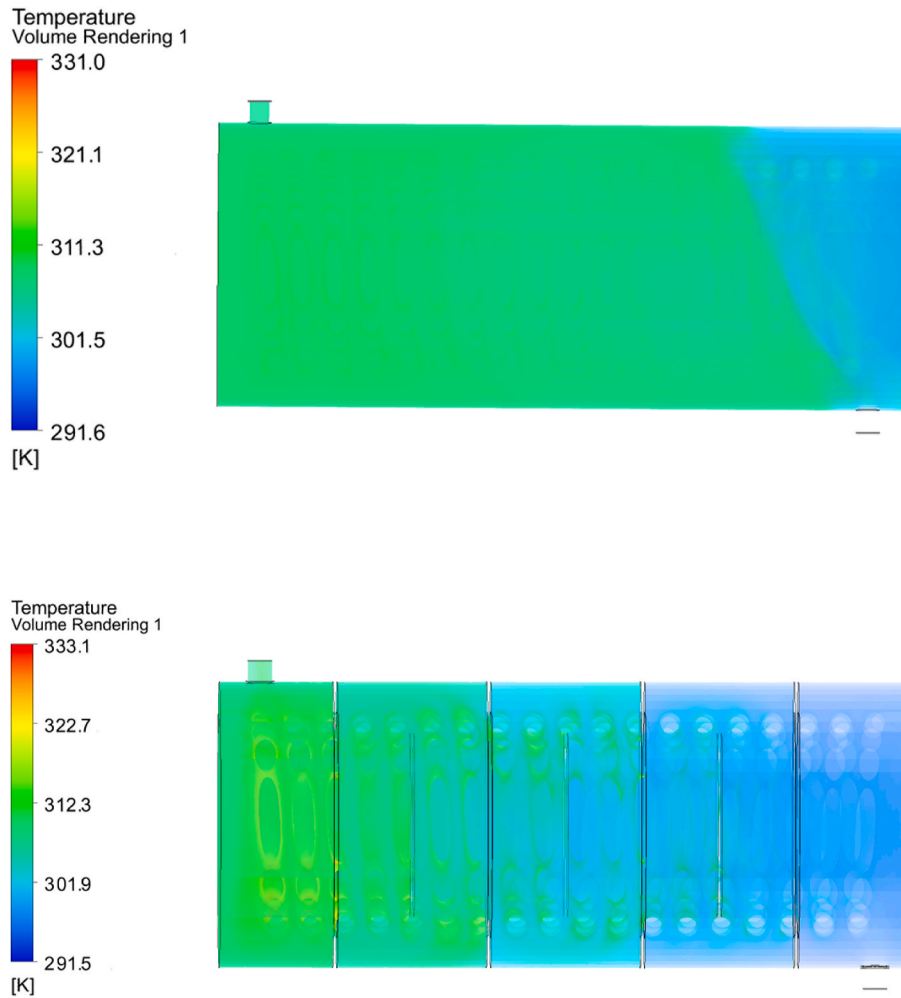 Temperature
Volume Rendering 1
331.0
321.1
311.3
301.5
291.6
[K]
Temperature
Volume Rendering 1
333.1
322.7
312.3
301.9
291.5
[K]